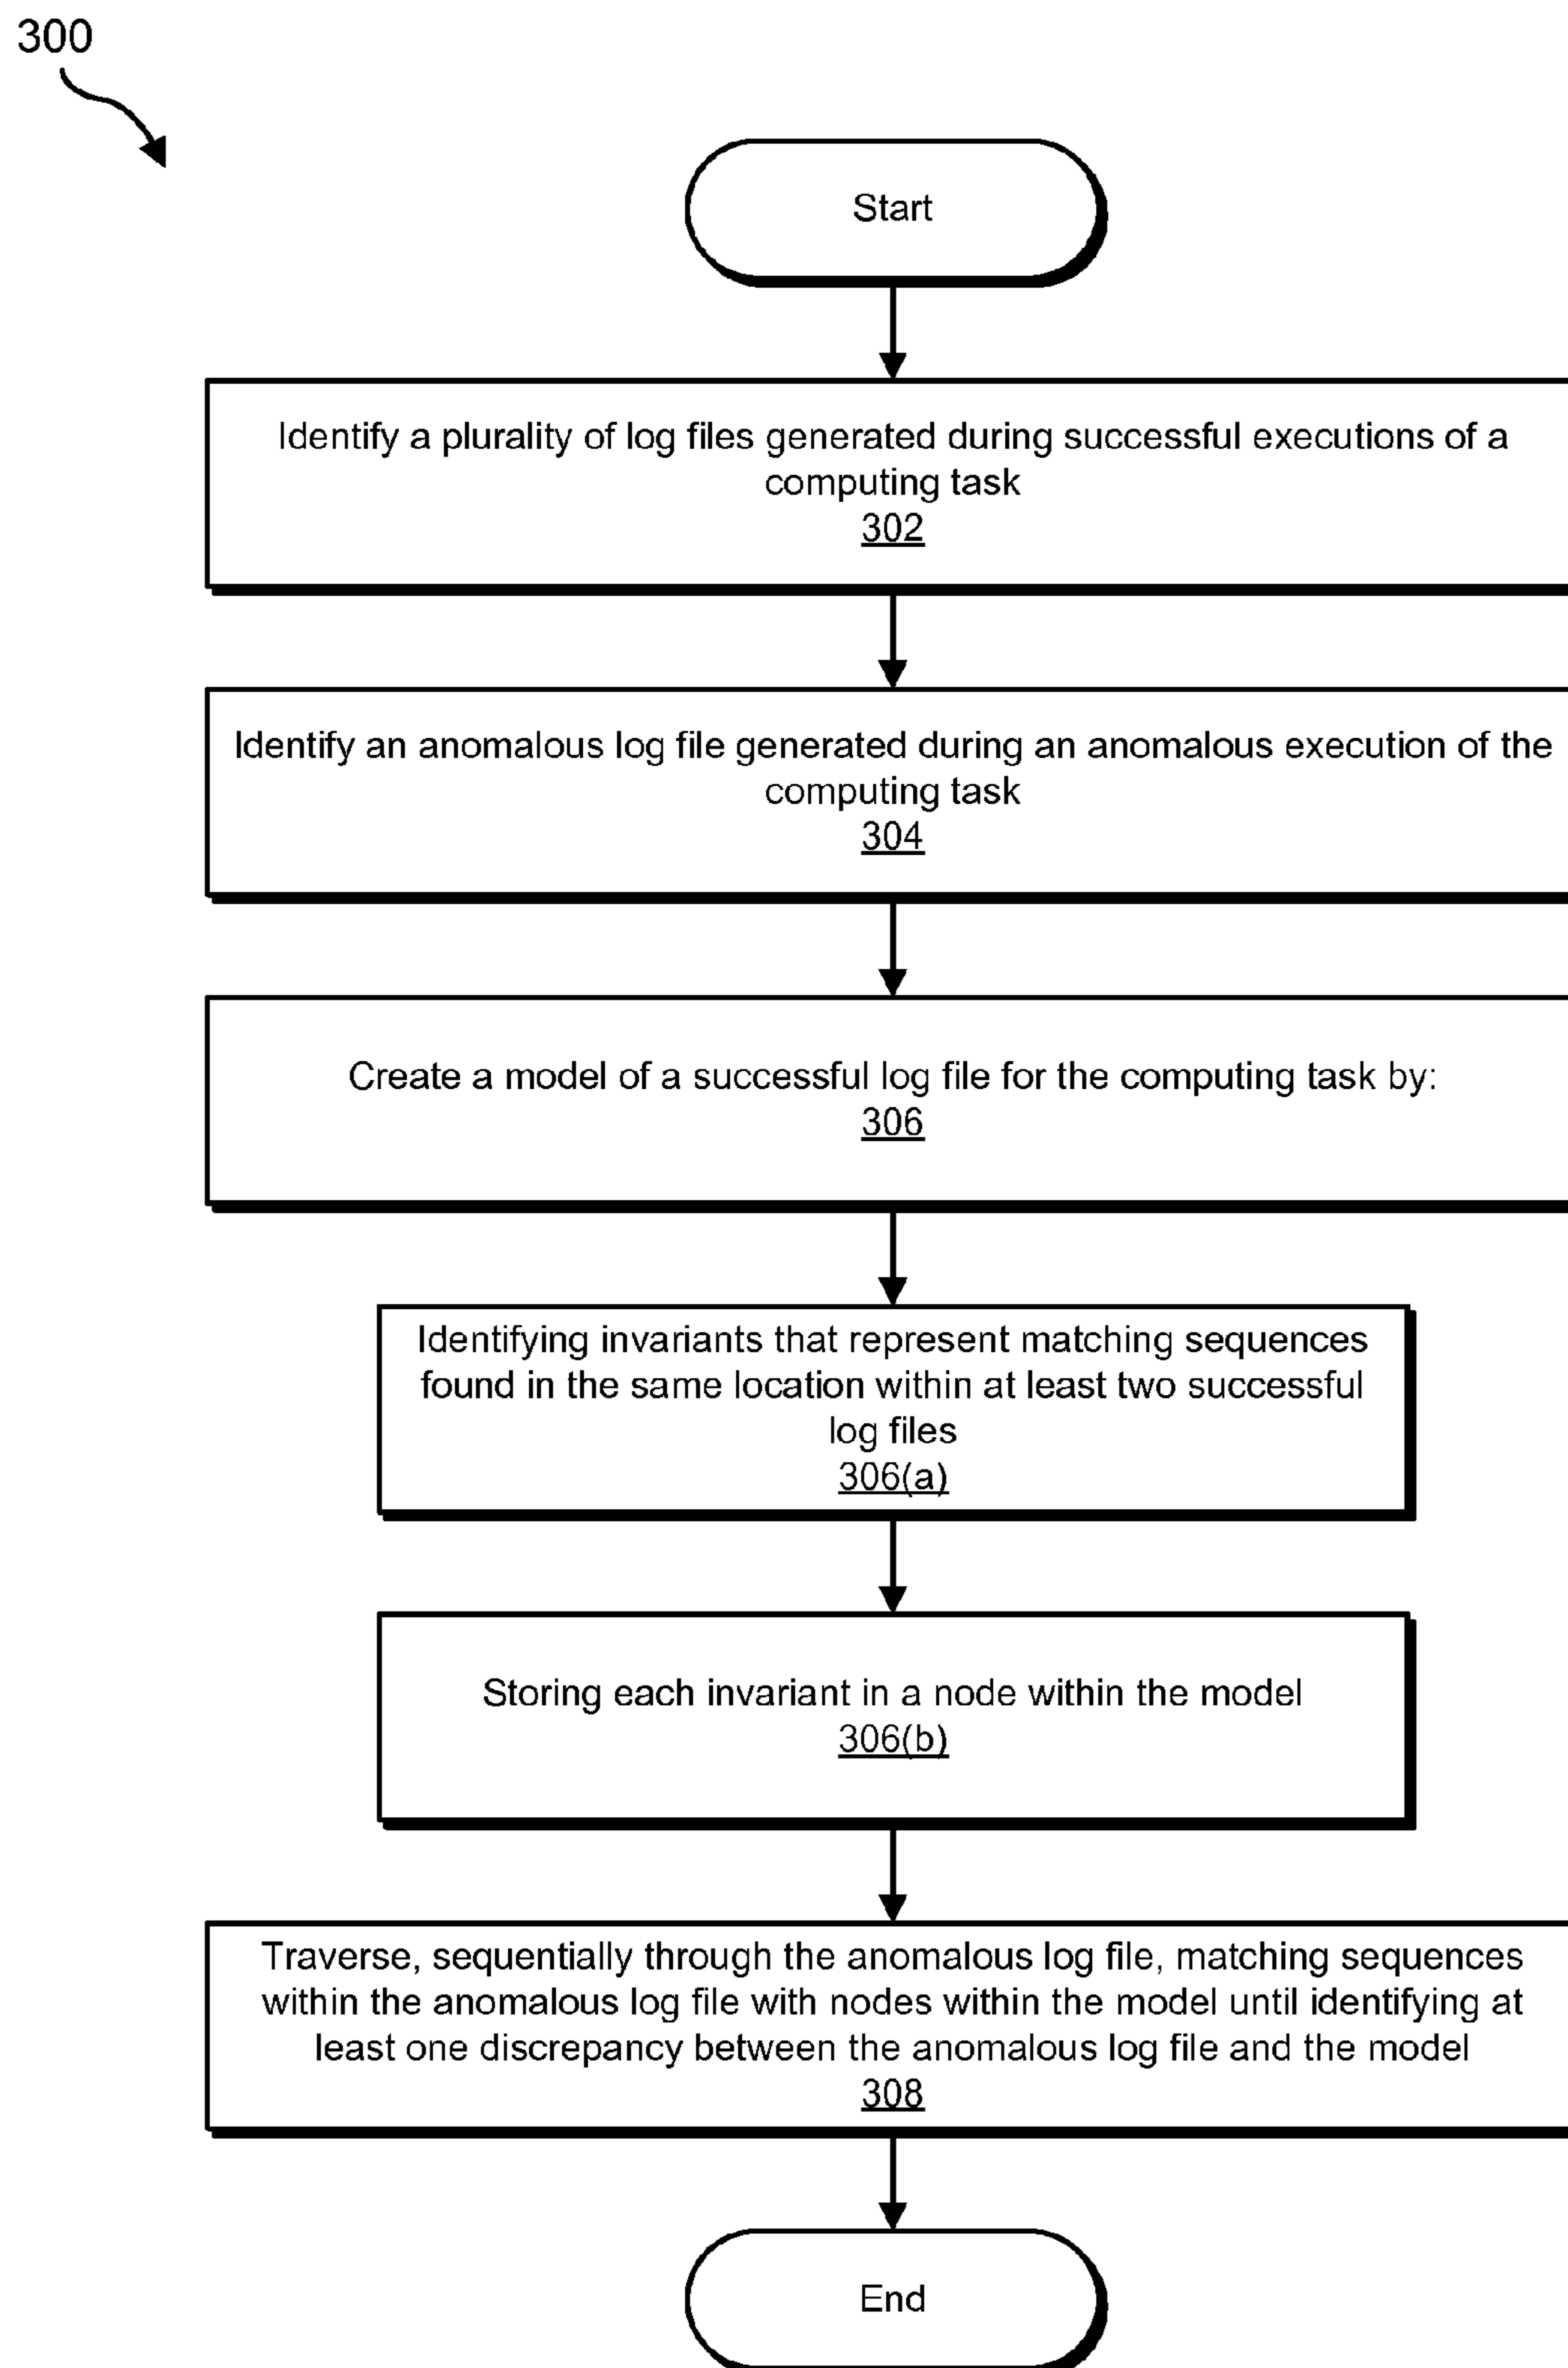 300
Start
Identify a plurality of log files generated during successful executions of a
computing task
302
Identify an anomalous log file generated during an anomalous execution of the
computing task
304
Create a model of a successful log file for the computing task by:
306
Identifying invariants that represent matching sequences
found in the same location within at least two successful
log files
306(a)
Storing each invariant in a node within the model
306(b)
Traverse, sequentially through the anomalous log file, matching sequences
within the anomalous log file with nodes within the model until identifying at
least one discrepancy between the anomalous log file and the model
308
End